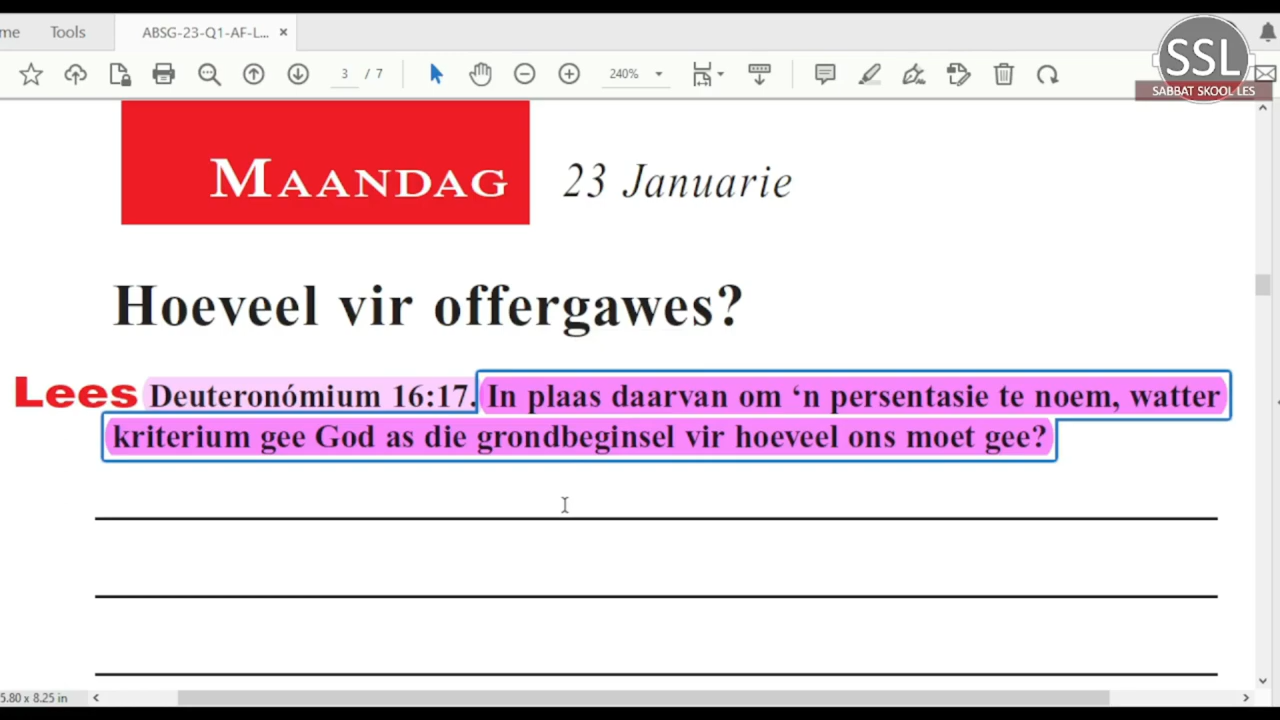 me Tools ABSG-23-Q1-AF-L... ×
SSL
SABBAT SKOOL LES
3 / 7 240%
MAANDAG 23 Januarie
Hoeveel vir offergawes?
Lees Deuteronómium 16:17. In plaas daarvan om ‘n persentasie te noem, watter
kriterium gee God as die grondbeginsel vir hoeveel ons moet gee?
5.80 x 8.25 in